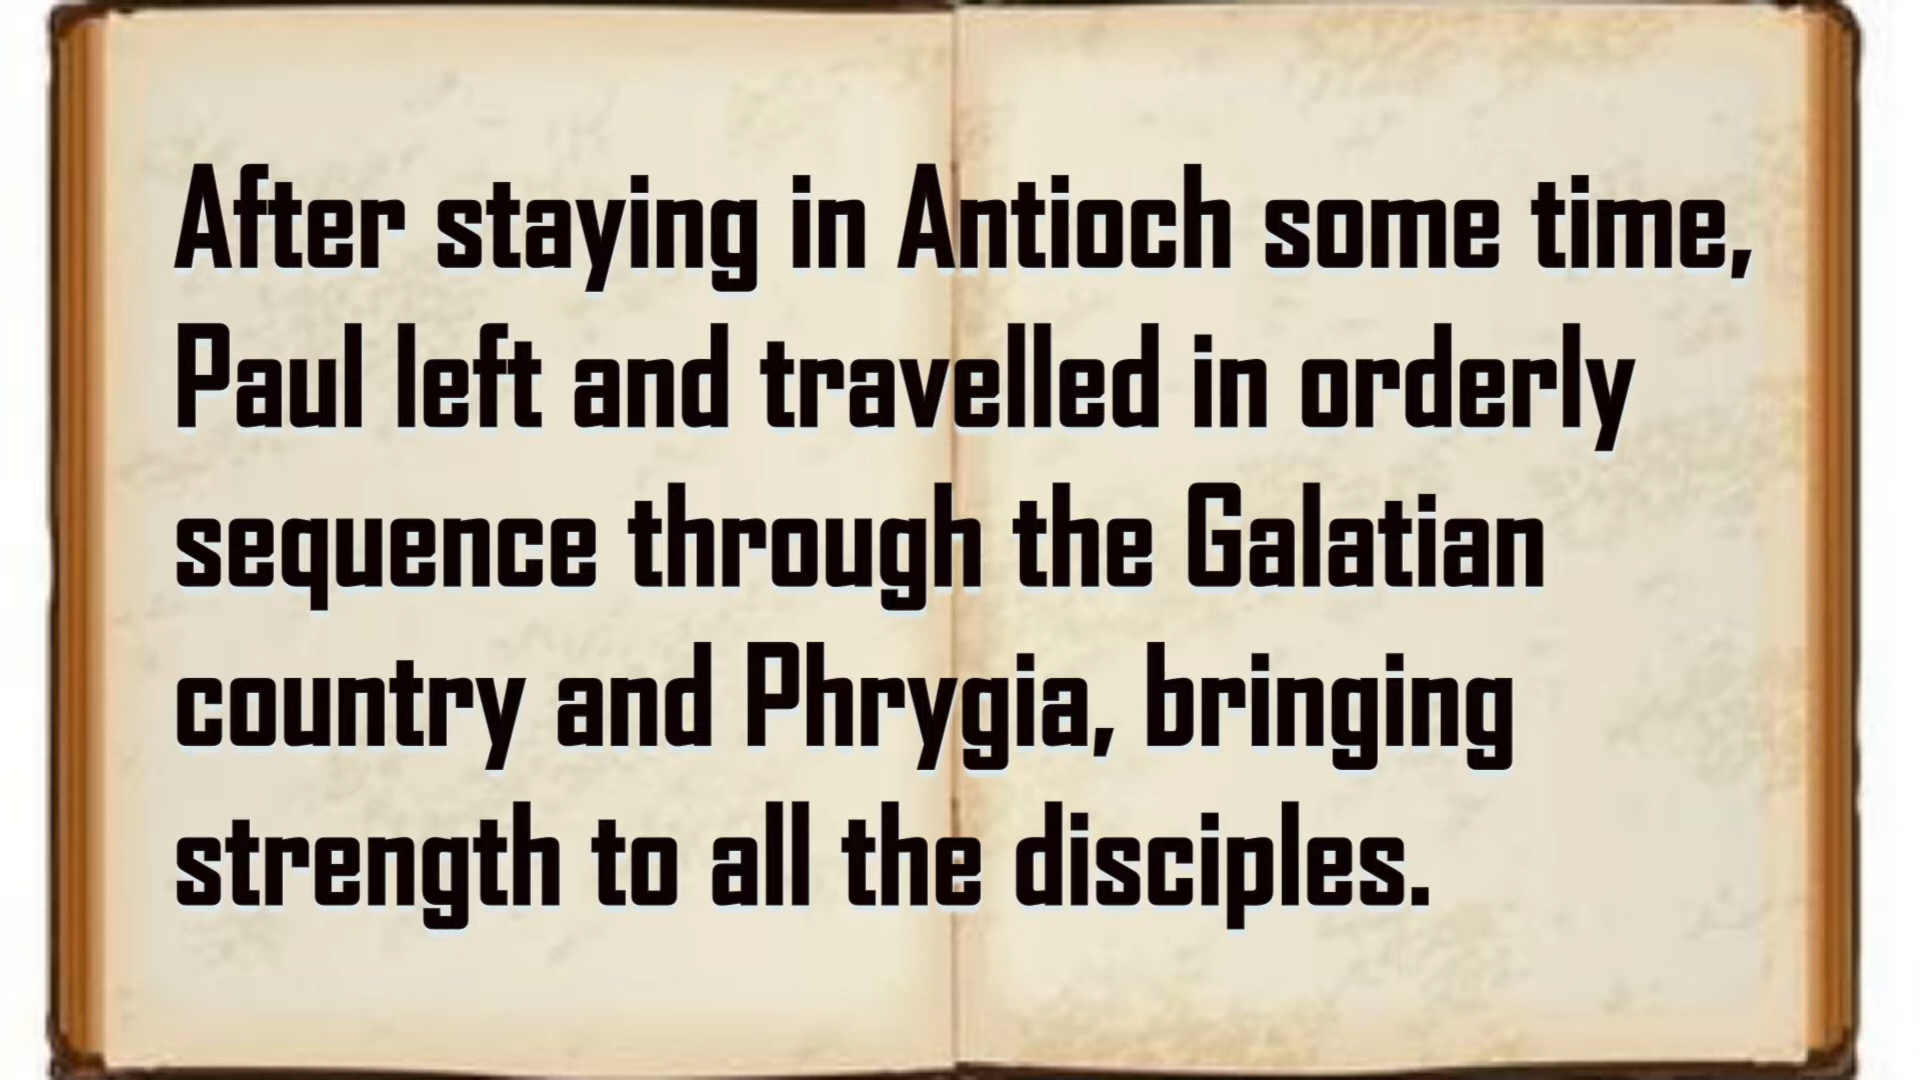 After staying in Antioch some time,
Paul left and travelled in orderly
sequence through the Galatian
country and Phrygia, bringing
strength to all the disciples.